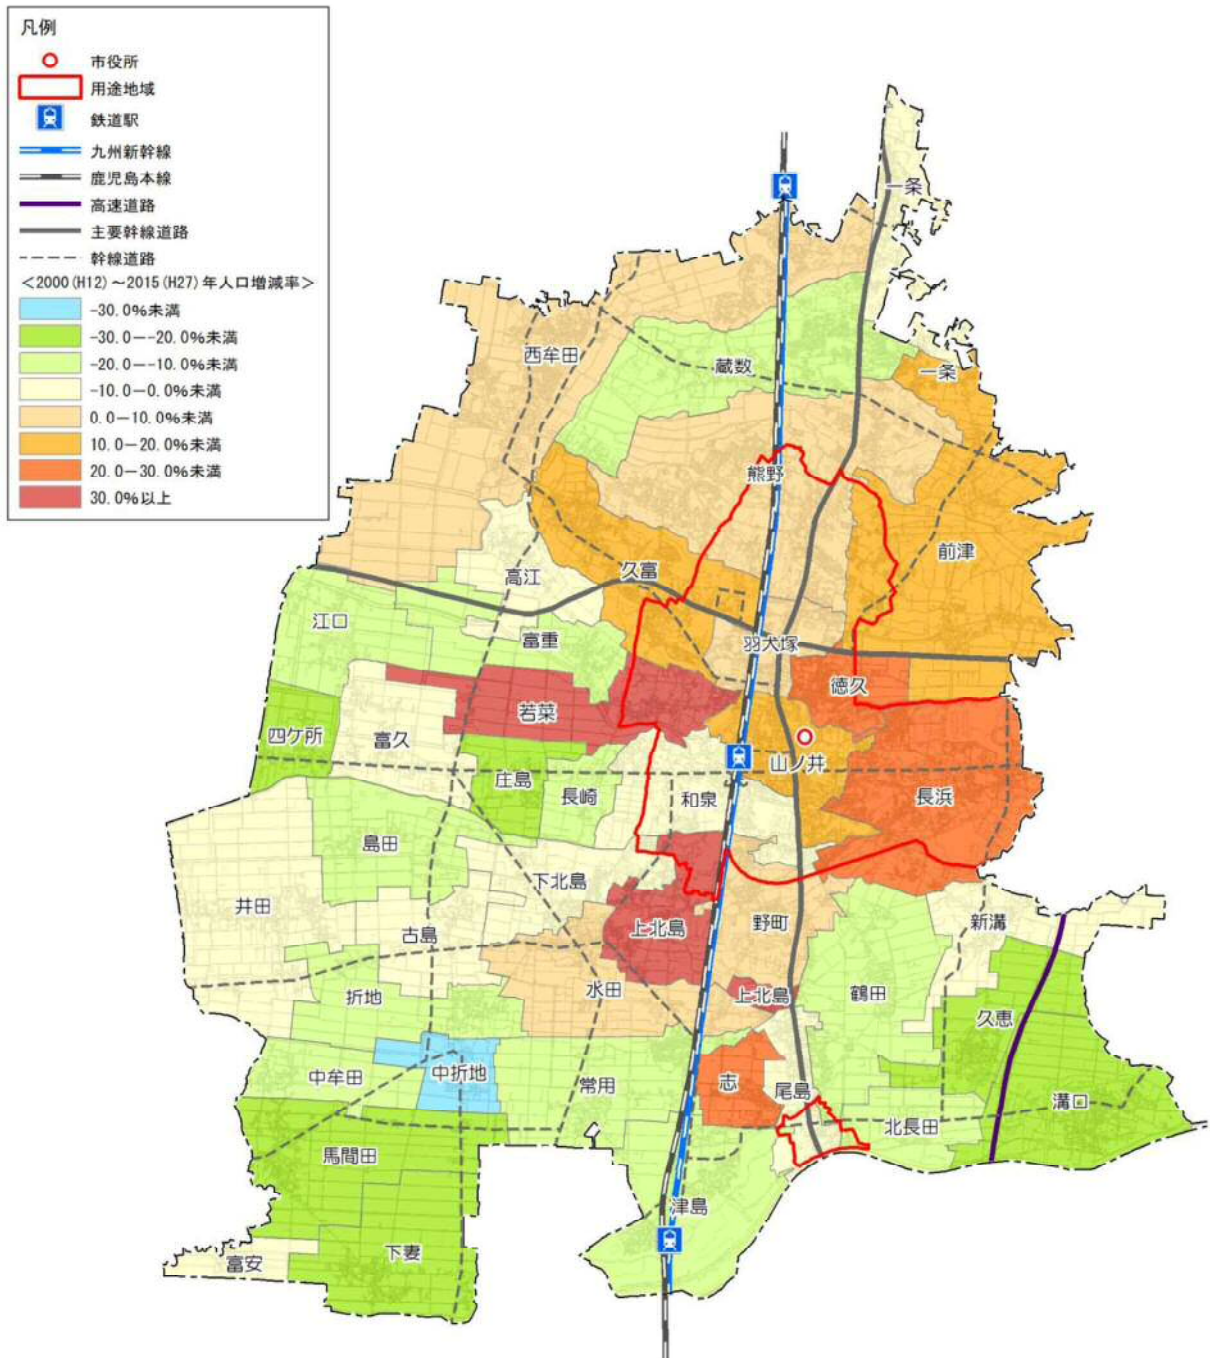 凡例
市役所
用途地域
鉄道駅
九州新幹線
鹿児島本線
高速道路
主要幹線道路
幹線道路
<2000(H12)~2015(H27)年人口増減率>
-30.0%未満
-30.0--20.0%未満
-20.0--10.0%未満
-10.0-0.0%未満
0.0-10.0%未満
10.0-20.0%未満
20.0-30.0%未満
30.0%以上
一条
西牟田
蔵数
一条
熊野
前津
高江
久富
江口
富重
羽犬塚
徳久
若菜
四ケ所
富久
山ノ井
庄島
長崎
和泉
長浜
島田
下北島
井田
古島
上北島
野町
新溝
折地
水田
上北島
鶴田
久恵
中牟田
中折地
常用
志
尾島
溝口
北長田
馬間田
津島
下妻
富安